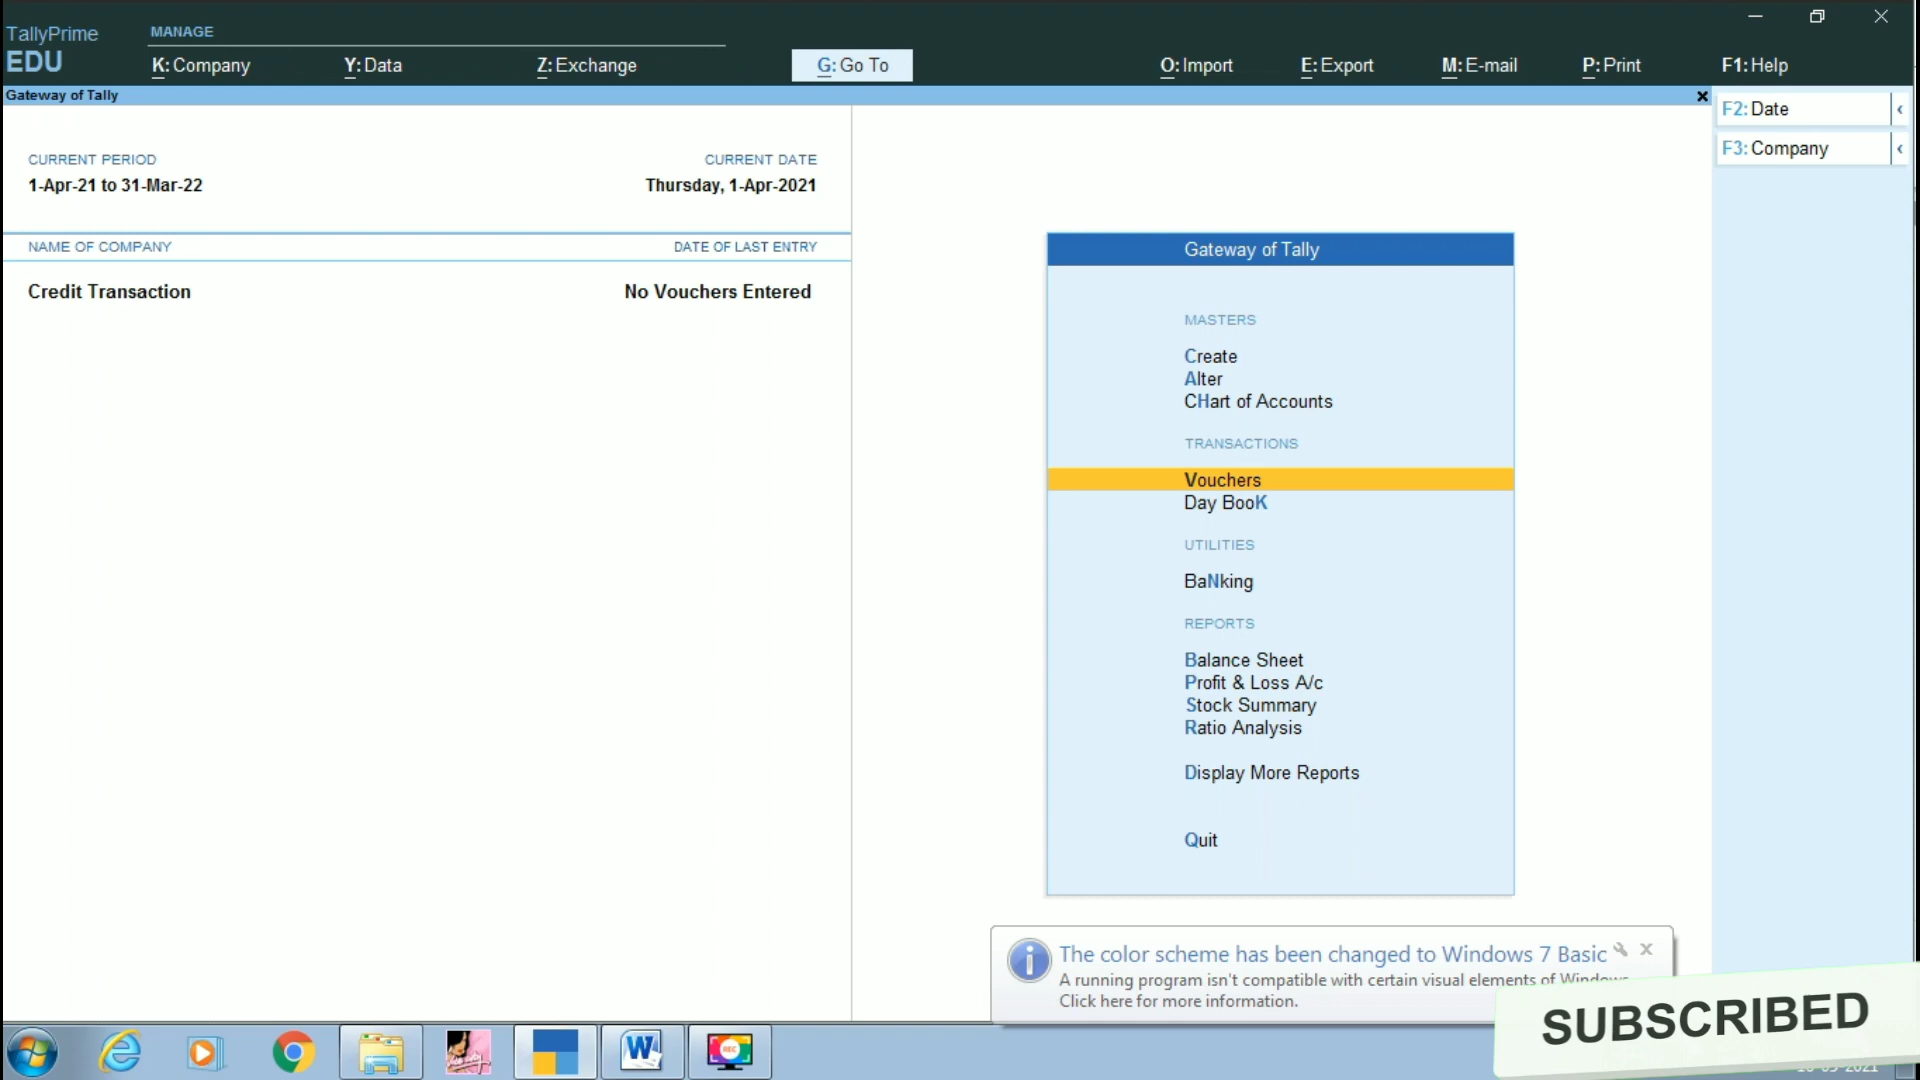 TallyPrime
EDU
MANAGE
K: Company
Y: Data
Z: Exchange
G: Go To
O: Import
E: Export
M: E-mail
P: Print
F1: Help
Gateway of Tally
F2: Date
F3: Company
CURRENT PERIOD
CURRENT DATE
1-Apr-21 to 31-Mar-22
Thursday, 1-Apr-2021
NAME OF COMPANY
DATE OF LAST ENTRY
Credit Transaction
No Vouchers Entered
Gateway of Tally
MASTERS
Create
Alter
CHart of Accounts
TRANSACTIONS
Vouchers
Day BooK
UTILITIES
BaNking
REPORTS
Balance Sheet
Profit & Loss A/c
Stock Summary
Ratio Analysis
Display More Reports
Quit
The color scheme has been changed to Windows 7 Basic
A running program isn't compatible with certain visual elements of Windows.
Click here for more information.
SUBSCRIBED
W
REC